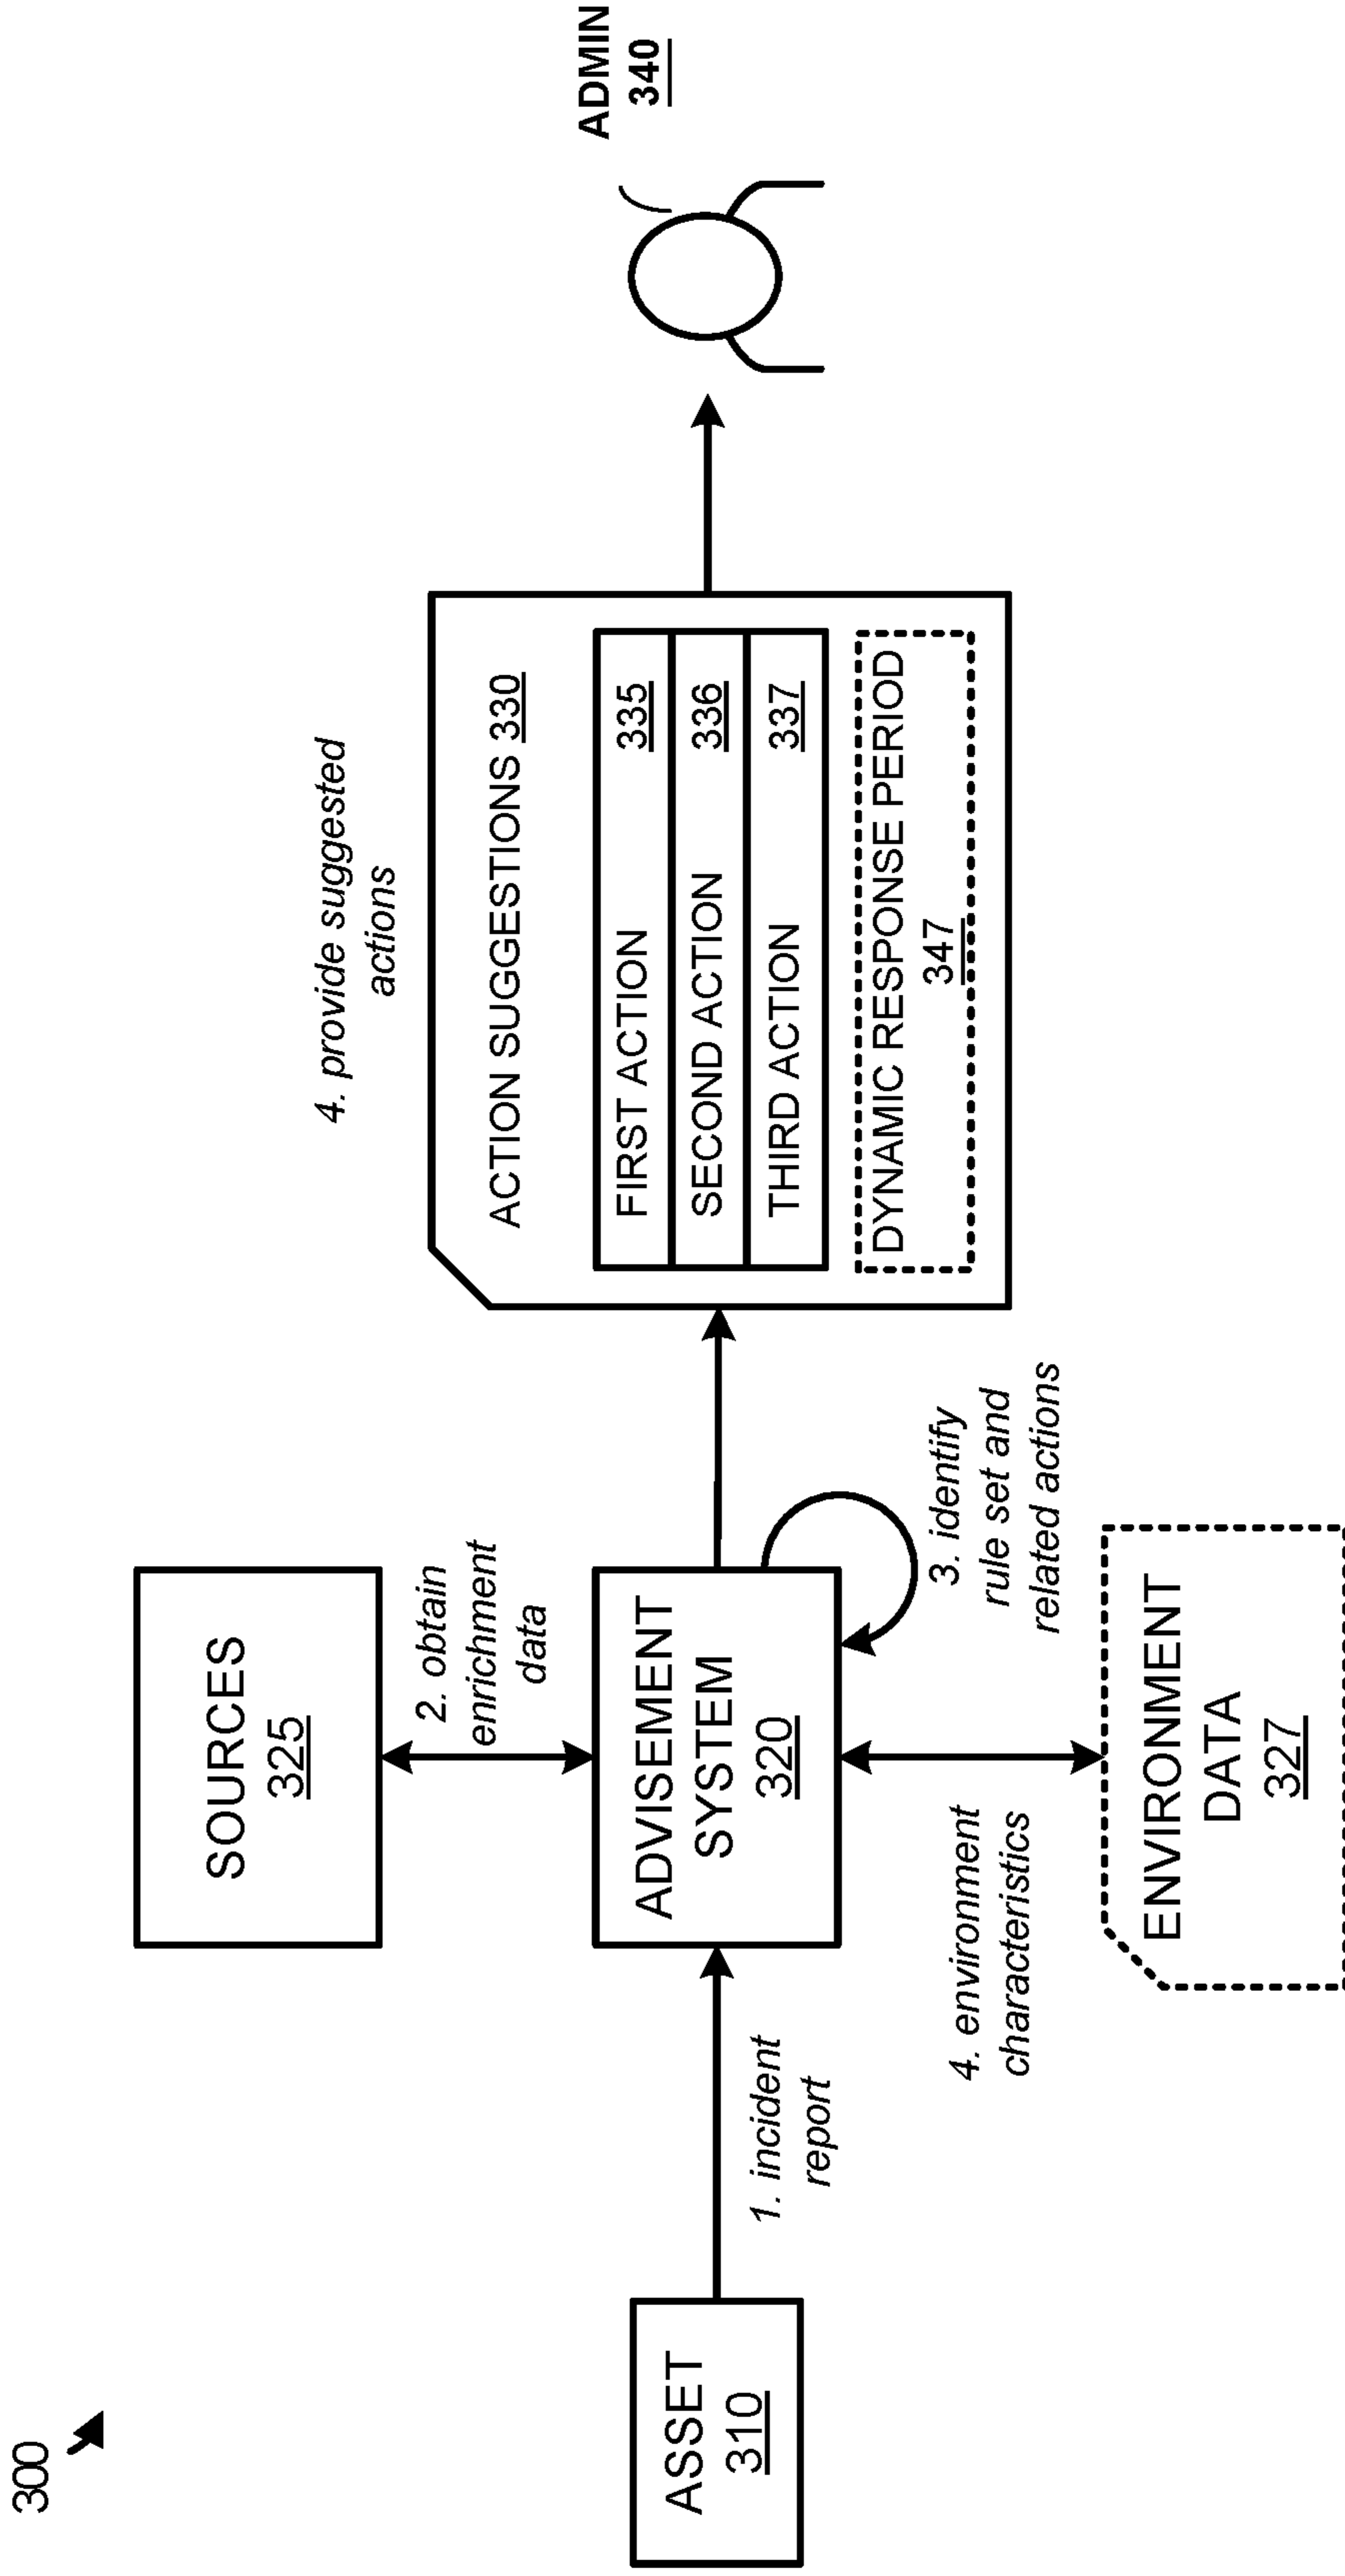 300
ASSET
310
1. incident
report
SOURCES
325
2. obtain
enrichment
data
ADVISEMENT
SYSTEM
320
3. identify
rule set and
related actions
4. environment
characteristics
ENVIRONMENT
DATA
327
4. provide suggested
actions
ACTION SUGGESTIONS 330
FIRST ACTION 335
SECOND ACTION 336
THIRD ACTION 337
DYNAMIC RESPONSE PERIOD
347
ADMIN
340